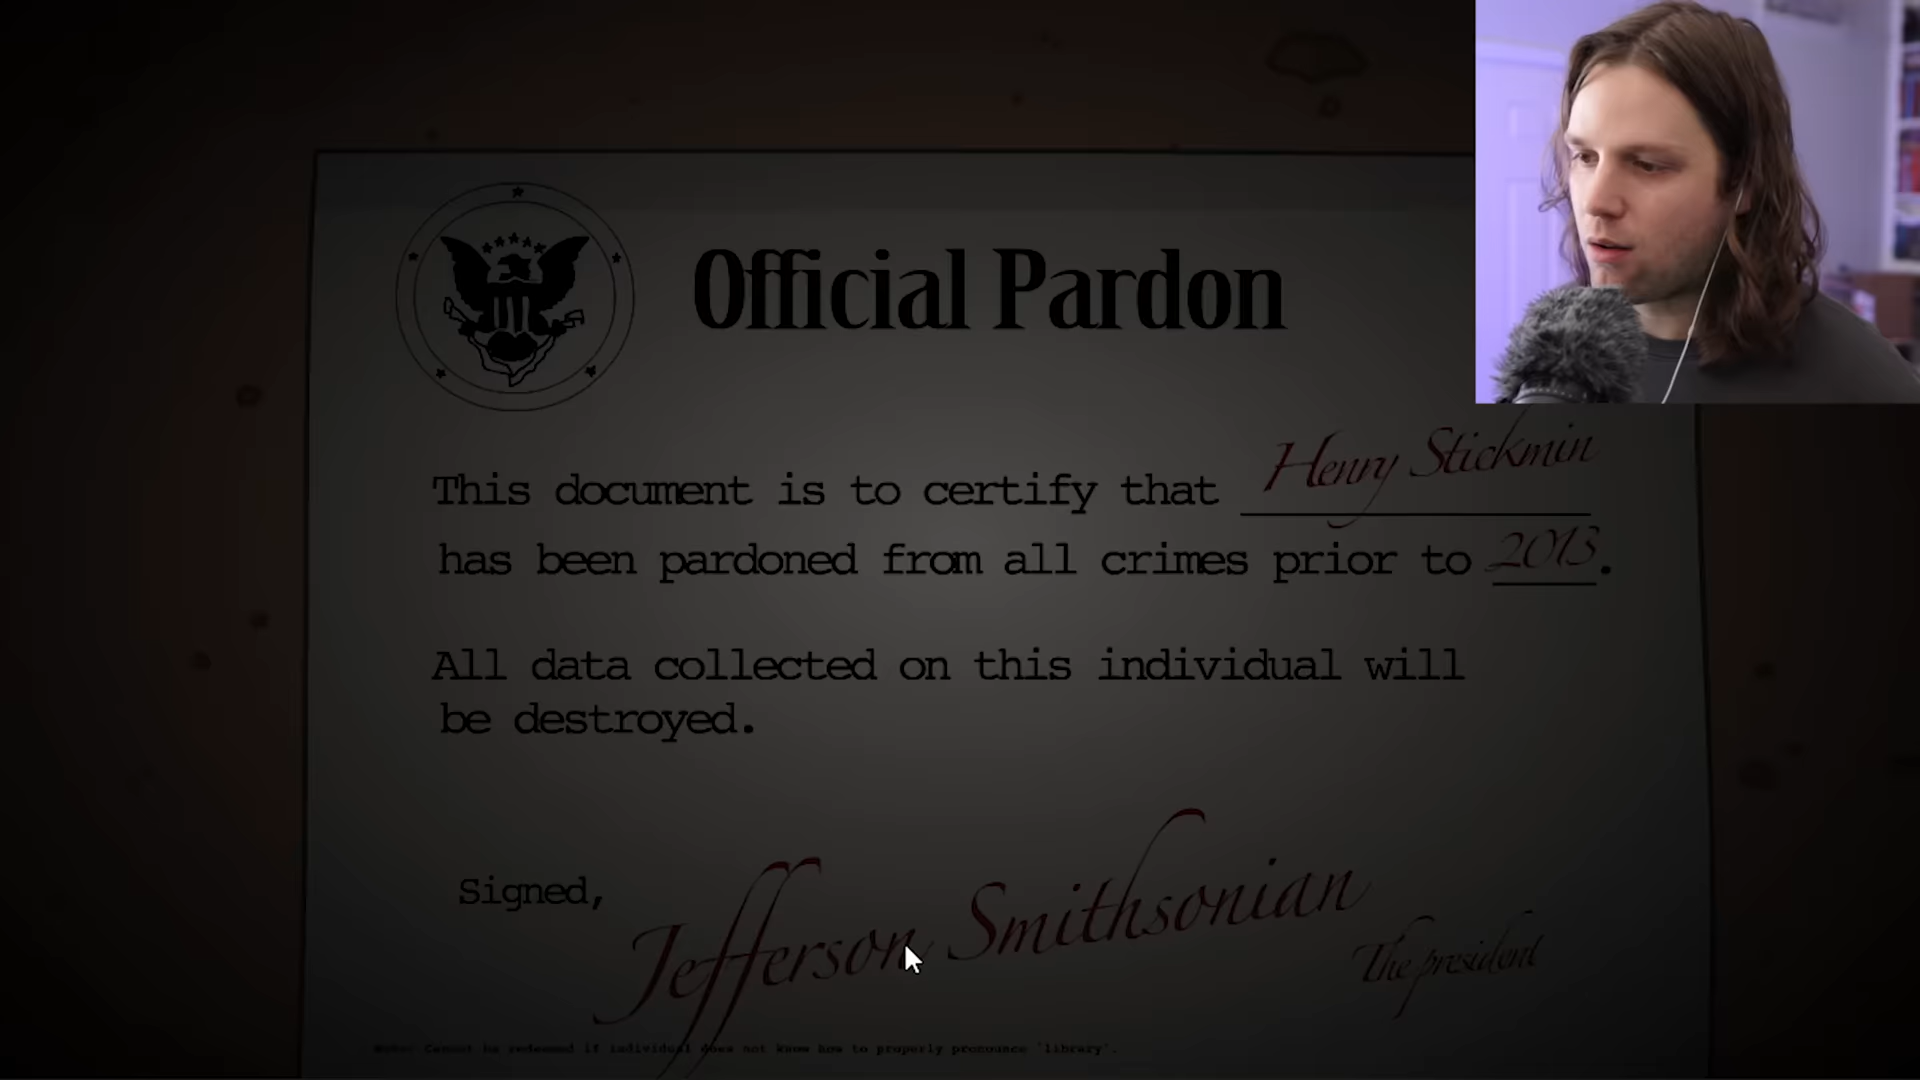 Official Pardon
This document is to certify that Henry Stickmin
has been pardoned from all crimes prior to 2013.
All data collected on this individual will
be destroyed.
Signed, Jefferson Smithsonian
The president
Note: Cannot be redeemed if individual does not know how to properly pronounce 'library'.